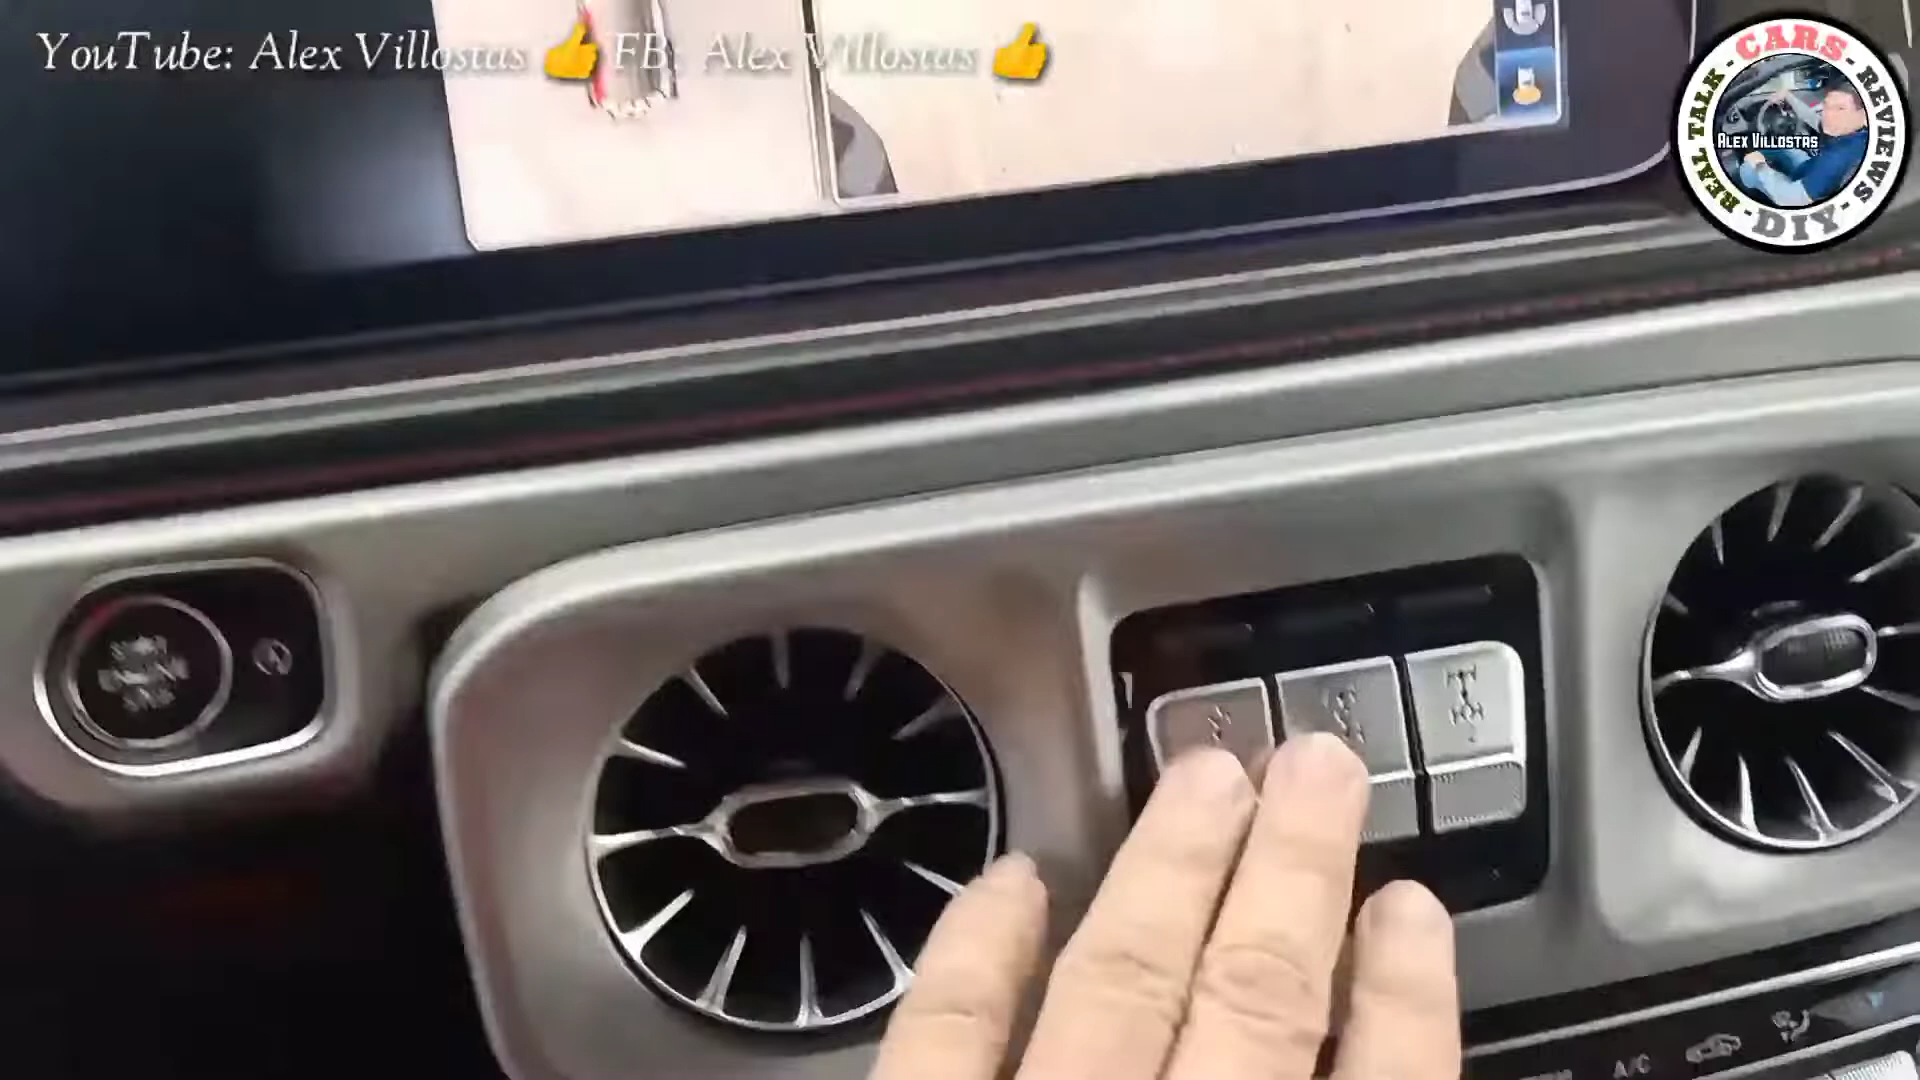 YouTube: Alex Villostas 👍 FB: Alex Villostas 👍
REAL TALK - CARS - REVIEWS - DIY -
ALEX VILLOSTAS
A/C